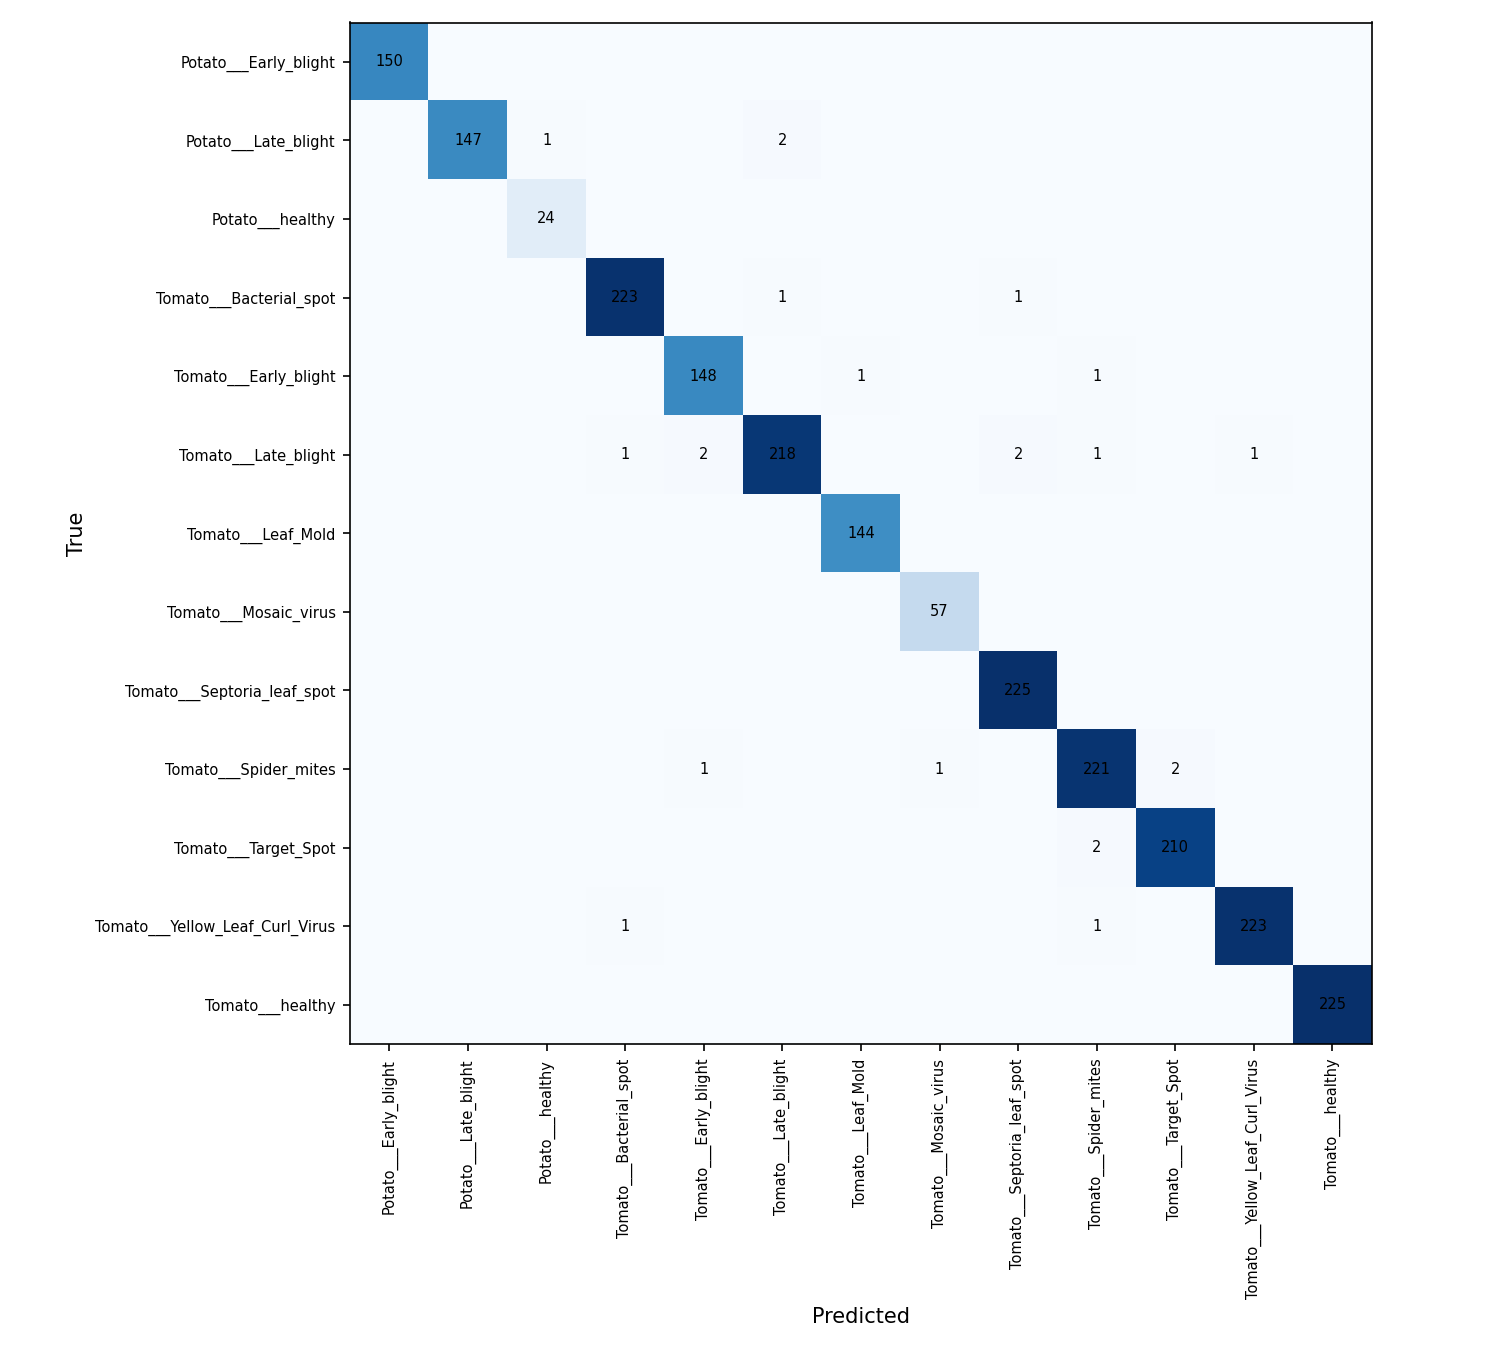 Potato___Early_blight 150
Potato___Late_blight 147 1 2
Potato___healthy 24
Tomato___Bacterial_spot 223 1 1
Tomato___Early_blight 148 1 1
Tomato___Late_blight 1 2 218 2 1 1
Tomato___Leaf_Mold 144
Tomato___Mosaic_virus 57
Tomato___Septoria_leaf_spot 225
Tomato___Spider_mites 1 1 221 2
Tomato___Target_Spot 2 210
Tomato___Yellow_Leaf_Curl_Virus 1 1 223
Tomato___healthy 225
True
Potato___Early_blight
Potato___Late_blight
Potato___healthy
Tomato___Bacterial_spot
Tomato___Early_blight
Tomato___Late_blight
Tomato___Leaf_Mold
Tomato___Mosaic_virus
Tomato___Septoria_leaf_spot
Tomato___Spider_mites
Tomato___Target_Spot
Tomato___Yellow_Leaf_Curl_Virus
Tomato___healthy
Predicted